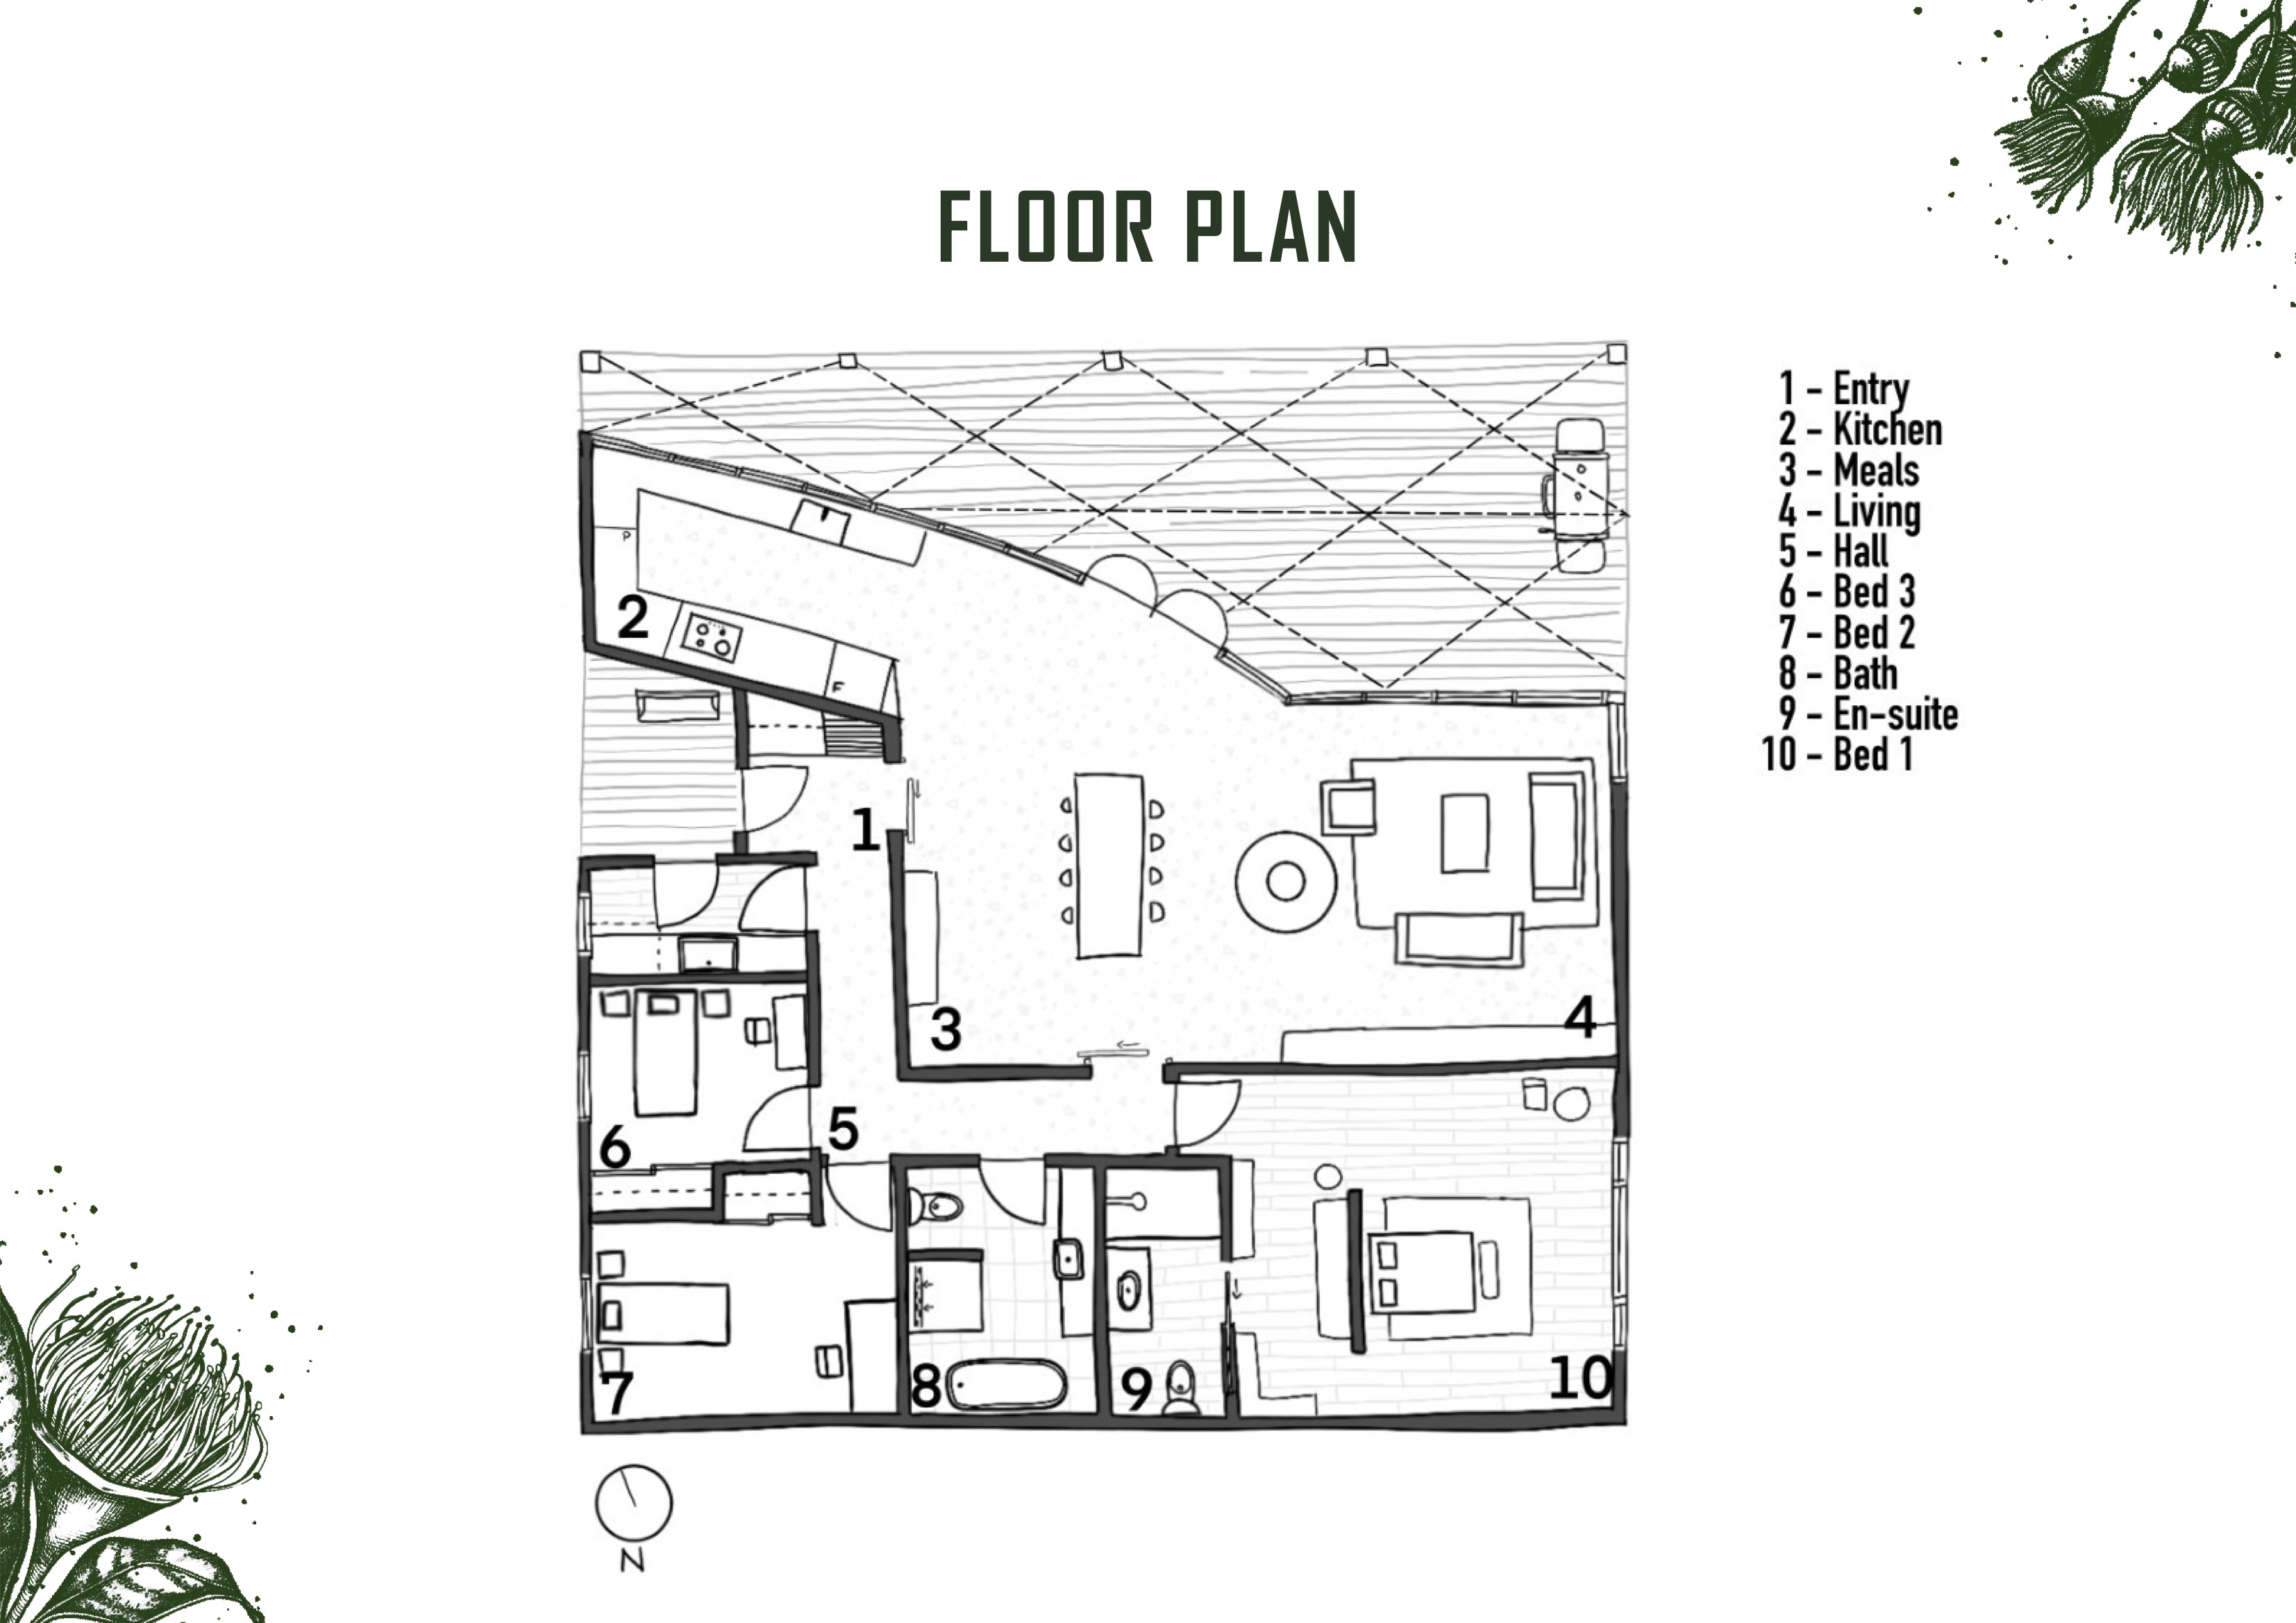 FLOOR PLAN
1 - Entry
2 - Kitchen
3 - Meals
4 - Living
5 - Hall
6 - Bed 3
7 - Bed 2
8 - Bath
9 - En-suite
10 - Bed 1
P
2
F
1
3
4
5
6
7
8
9
10
N